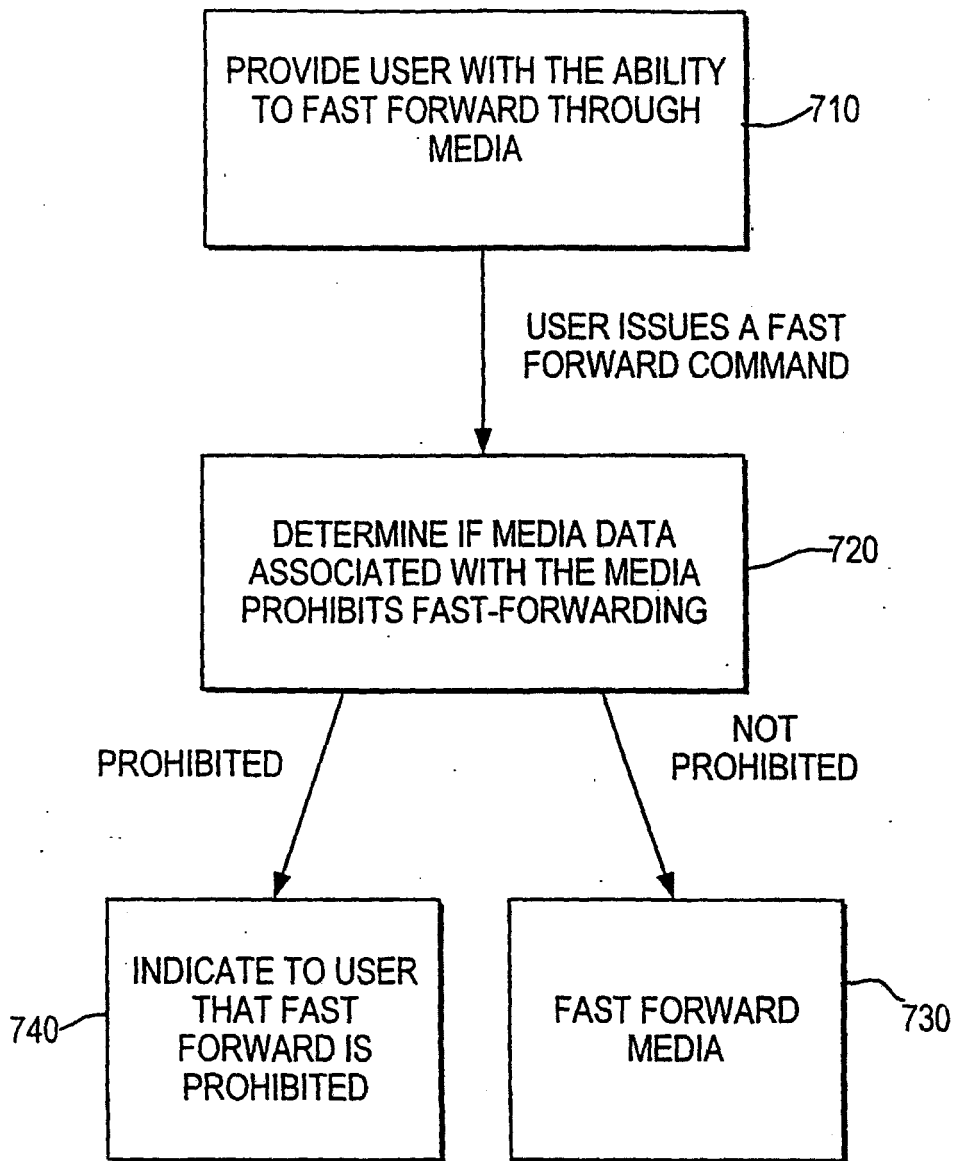 PROVIDE USER WITH THE ABILITY
TO FAST FORWARD THROUGH
MEDIA
710
USER ISSUES A FAST
FORWARD COMMAND
DETERMINE IF MEDIA DATA
ASSOCIATED WITH THE MEDIA
PROHIBITS FAST-FORWARDING
720
PROHIBITED
NOT
PROHIBITED
INDICATE TO USER
THAT FAST
FORWARD IS
PROHIBITED
740
FAST FORWARD
MEDIA
730